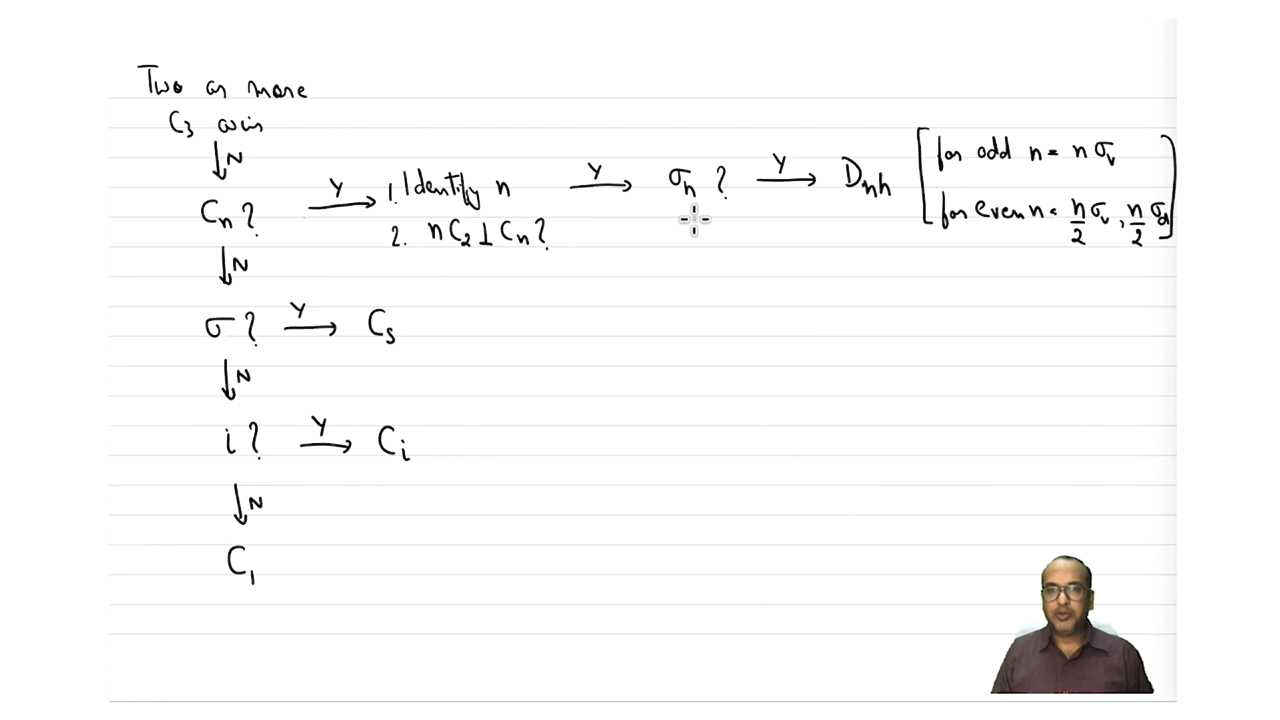 Two or more
C₃ axis
↓N
Cₙ? Y→ 1. Identify n
2. nC₂ ⊥ Cₙ?
Y→ σₕ? Y→ Dₙₕ
[for odd n = nσᵥ
for even n = n/2 σᵥ, n/2 σd]
↓N
σ? Y→ Cₛ
↓N
i? Y→ Cᵢ
↓N
C₁